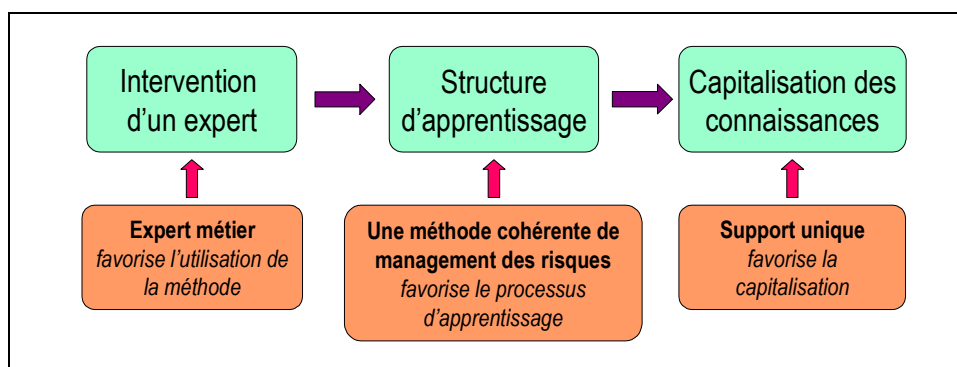 Intervention
d’un expert
Structure
d’apprentissage
Capitalisation des
connaissances
Expert métier
favorise l’utilisation de
la méthode
Une méthode cohérente de
management des risques
favorise le processus
d’apprentissage
Support unique
favorise la
capitalisation